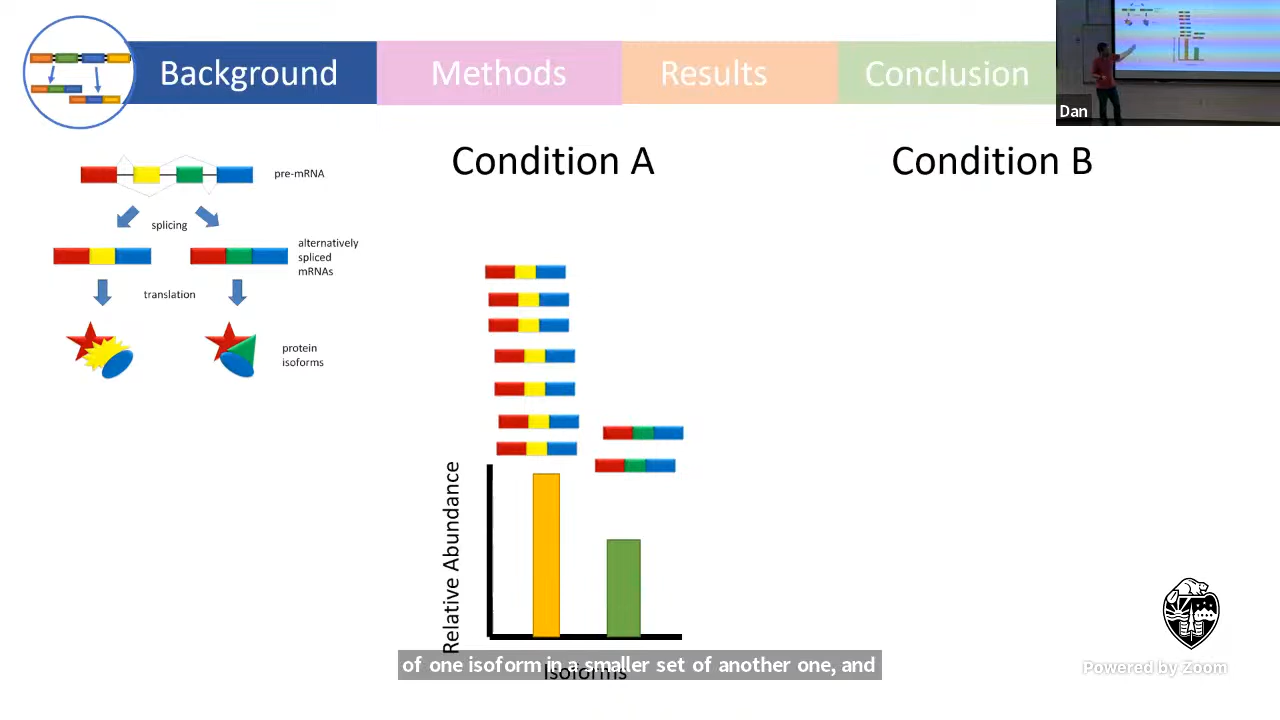 Background
Methods
Results
Conclusion
Dan
Condition A
Condition B
pre-mRNA
splicing
alternatively
spliced
mRNAs
translation
protein
isoforms
Relative Abundance
Isoforms
of one isoform in a smaller set of another one, and
Powered by Zoom